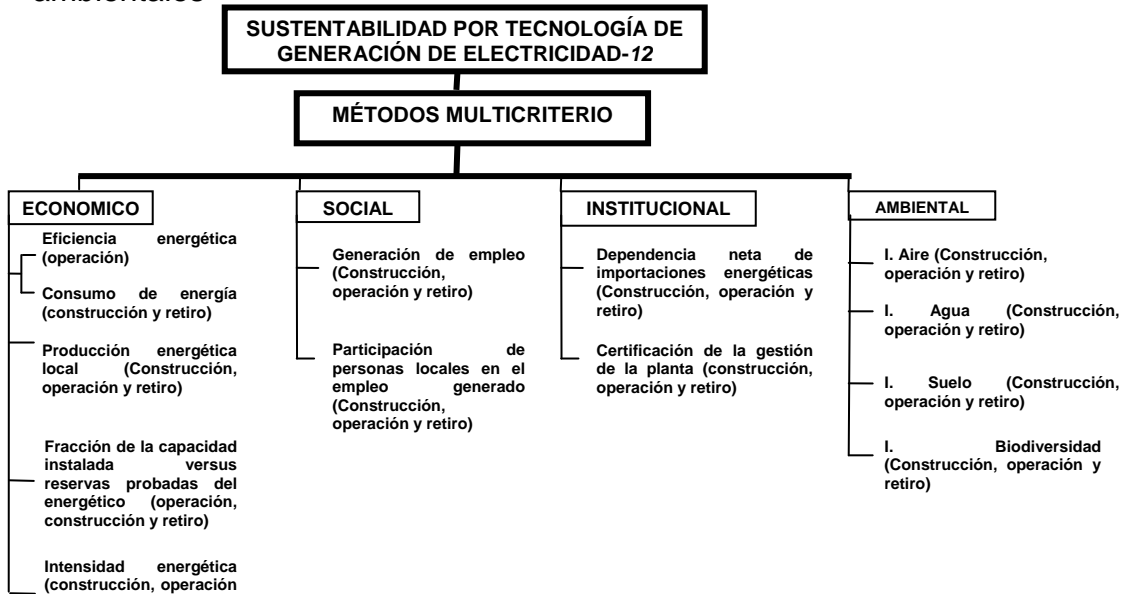 SUSTENTABILIDAD POR TECNOLOGÍA DE
GENERACIÓN DE ELECTRICIDAD-12
MÉTODOS MULTICRITERIO
ECONOMICO
Eficiencia energética
(operación)
Consumo de energía
(construcción y retiro)
Producción energética
local (Construcción,
operación y retiro)
Fracción de la capacidad
instalada versus
reservas probadas del
energético (operación,
construcción y retiro)
Intensidad energética
(construcción, operación
SOCIAL
Generación de empleo
(Construcción,
operación y retiro)
Participación de
personas locales en el
empleo generado
(Construcción,
operación y retiro)
INSTITUCIONAL
Dependencia neta de
importaciones energéticas
(Construcción, operación y
retiro)
Certificación de la gestión
de la planta (construcción,
operación y retiro)
AMBIENTAL
I. Aire (Construcción,
operación y retiro)
I. Agua (Construcción,
operación y retiro)
I. Suelo (Construcción,
operación y retiro)
I. Biodiversidad
(Construcción, operación y
retiro)